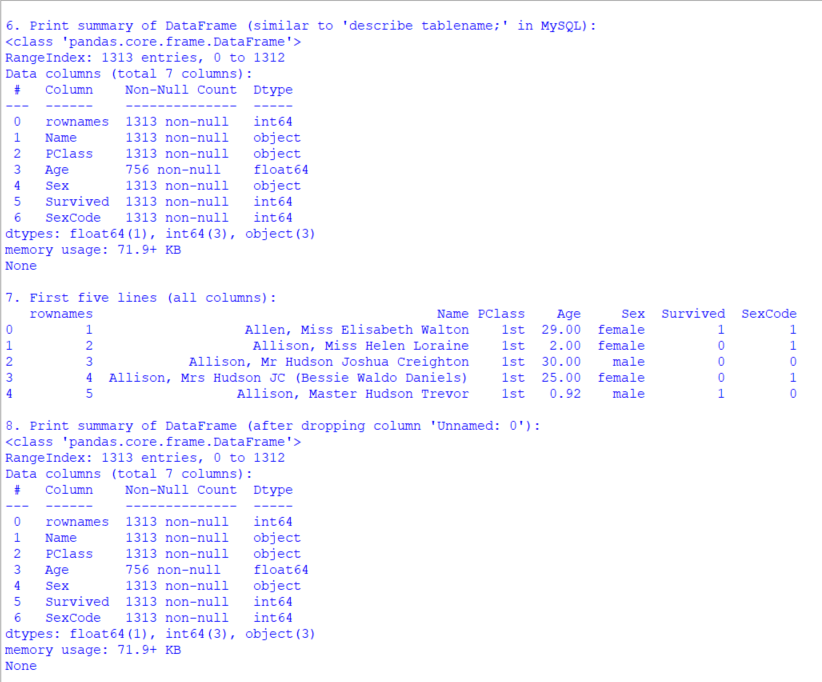 6. Print summary of DataFrame (similar to 'describe tablename;' in MySQL):
<class 'pandas.core.frame.DataFrame'>
RangeIndex: 1313 entries, 0 to 1312
Data columns (total 7 columns):
 #   Column    Non-Null Count  Dtype
---  ------    --------------  -----
 0   rownames  1313 non-null   int64
 1   Name      1313 non-null   object
 2   PClass    1313 non-null   object
 3   Age       756 non-null    float64
 4   Sex       1313 non-null   object
 5   Survived  1313 non-null   int64
 6   SexCode   1313 non-null   int64
dtypes: float64(1), int64(3), object(3)
memory usage: 71.9+ KB
None
7. First five lines (all columns):
   rownames                                           Name PClass    Age     Sex  Survived  SexCode
0         1                   Allen, Miss Elisabeth Walton    1st  29.00  female         1        1
1         2                    Allison, Miss Helen Loraine    1st   2.00  female         0        1
2         3            Allison, Mr Hudson Joshua Creighton    1st  30.00    male         0        0
3         4  Allison, Mrs Hudson JC (Bessie Waldo Daniels)    1st  25.00  female         0        1
4         5                  Allison, Master Hudson Trevor    1st   0.92    male         1        0
8. Print summary of DataFrame (after dropping column 'Unnamed: 0'):
<class 'pandas.core.frame.DataFrame'>
RangeIndex: 1313 entries, 0 to 1312
Data columns (total 7 columns):
 #   Column    Non-Null Count  Dtype
---  ------    --------------  -----
 0   rownames  1313 non-null   int64
 1   Name      1313 non-null   object
 2   PClass    1313 non-null   object
 3   Age       756 non-null    float64
 4   Sex       1313 non-null   object
 5   Survived  1313 non-null   int64
 6   SexCode   1313 non-null   int64
dtypes: float64(1), int64(3), object(3)
memory usage: 71.9+ KB
None